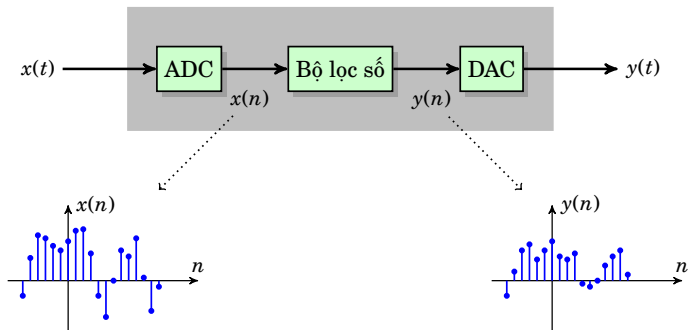 x(t) ADC Bộ lọc số DAC y(t)
x(n) y(n)
x(n) y(n)
n n